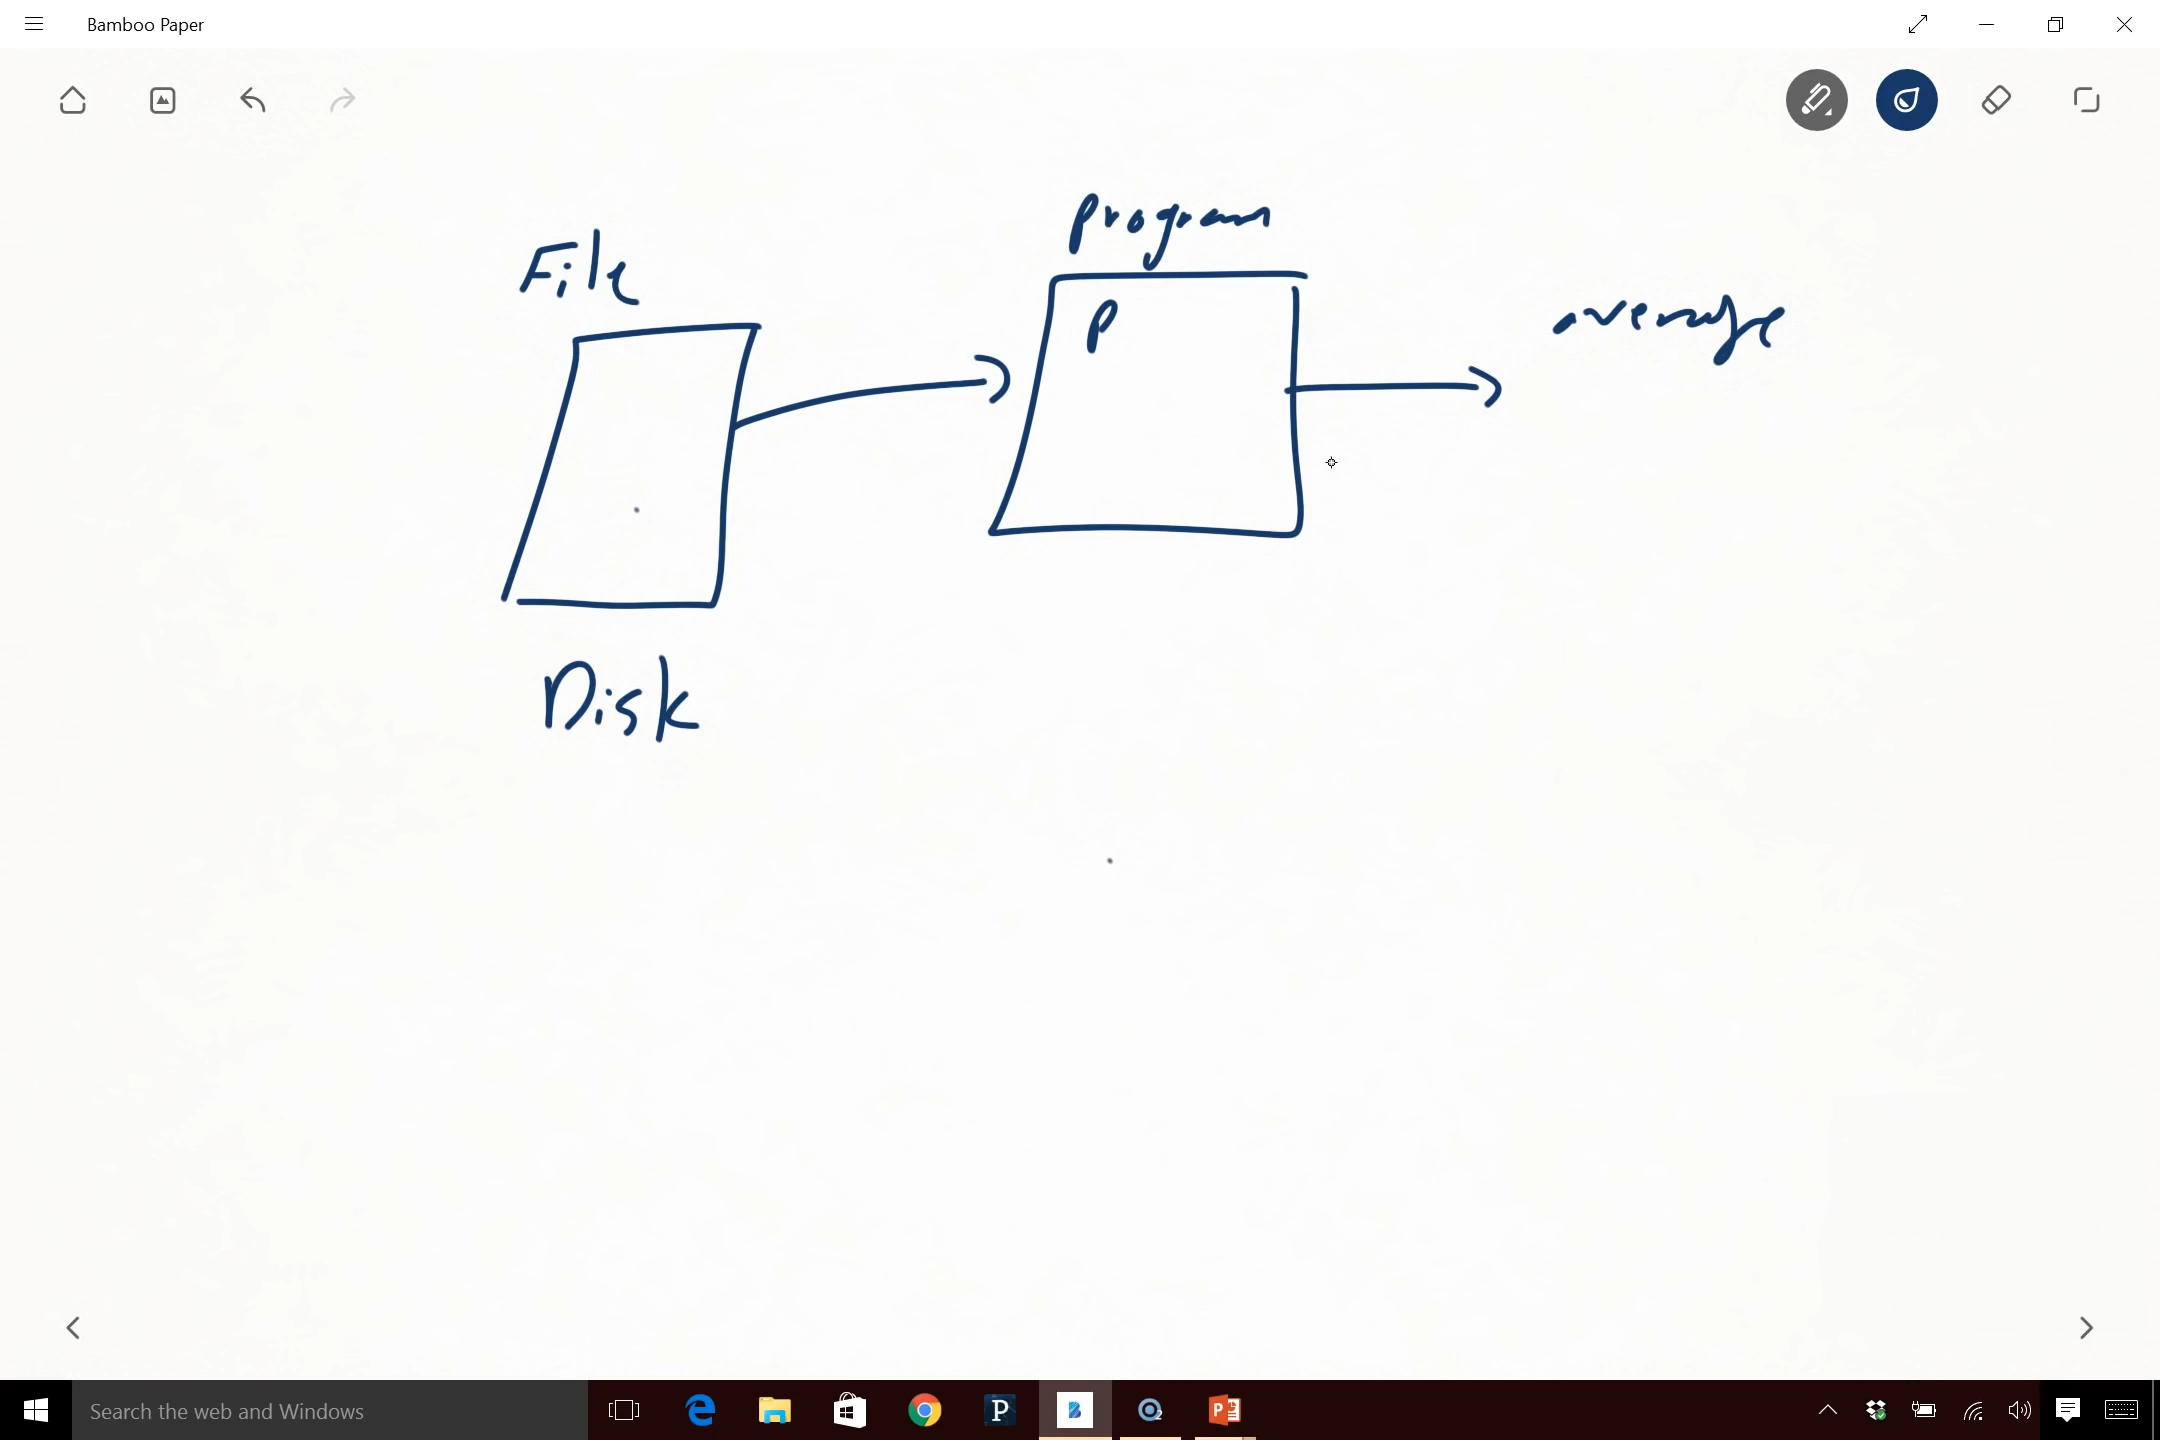 Bamboo Paper
program
File
P
average
Disk
Search the web and Windows